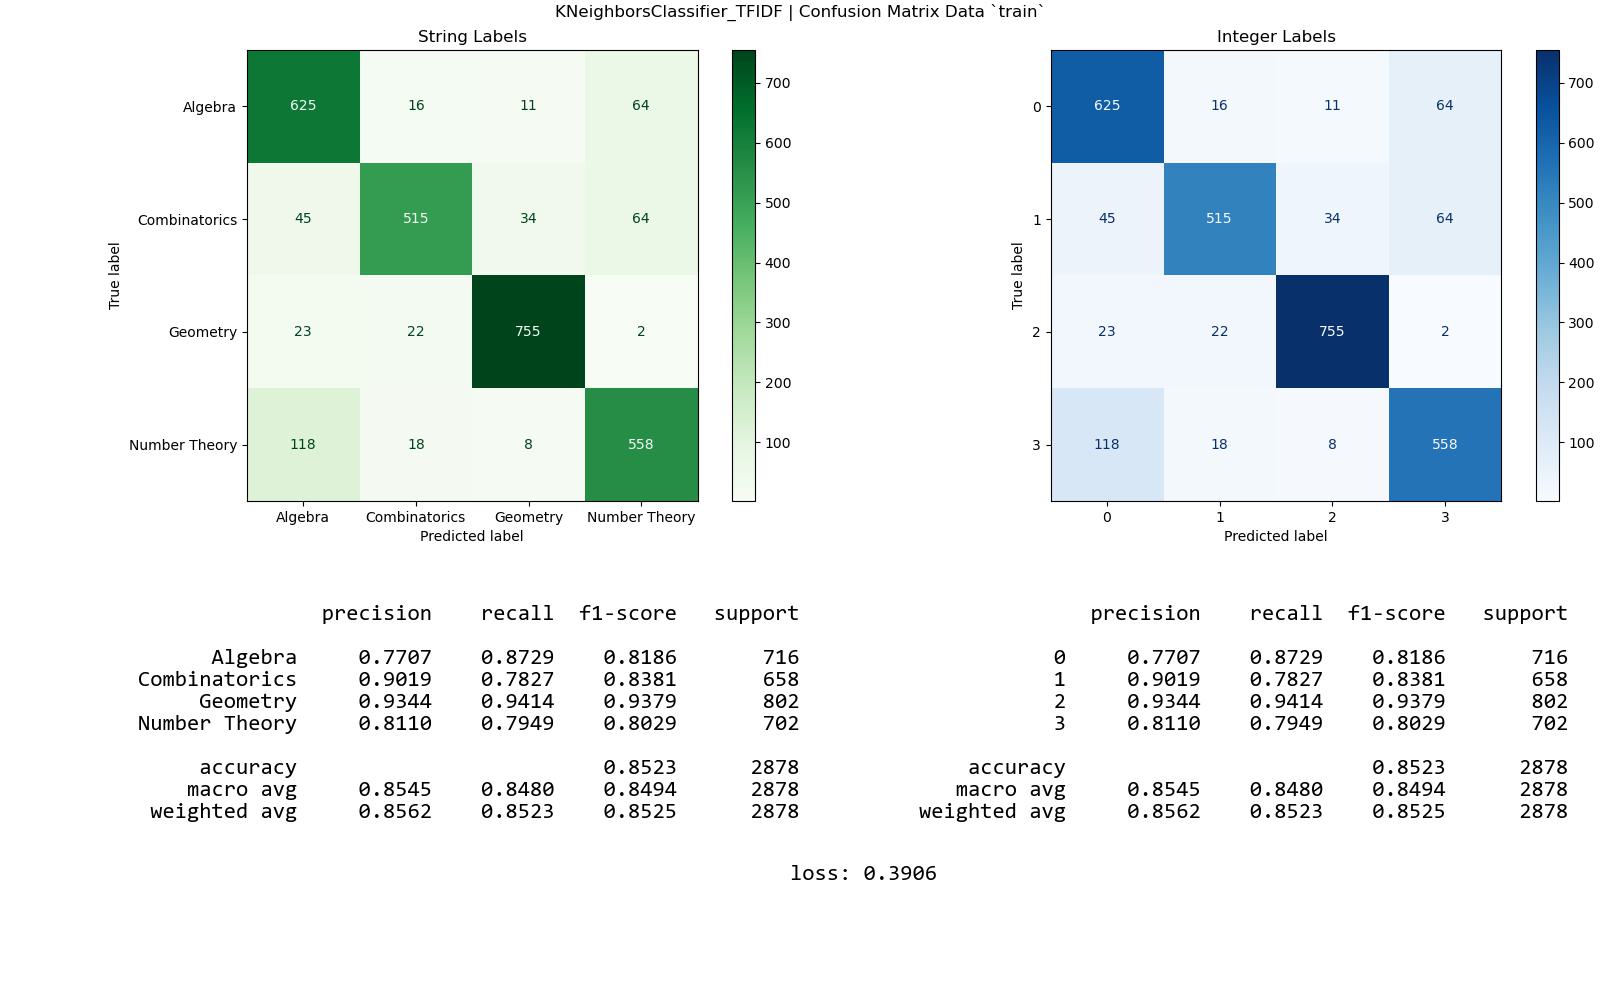 KNeighborsClassifier_TFIDF | Confusion Matrix Data `train`
String Labels
Algebra 625 16 11 64
Combinatorics 45 515 34 64
Geometry 23 22 755 2
Number Theory 118 18 8 558
True label
Algebra Combinatorics Geometry Number Theory
Predicted label
700
600
500
400
300
200
100
Integer Labels
0 625 16 11 64
1 45 515 34 64
2 23 22 755 2
3 118 18 8 558
True label
0 1 2 3
Predicted label
700
600
500
400
300
200
100
precision recall f1-score support
Algebra 0.7707 0.8729 0.8186 716
Combinatorics 0.9019 0.7827 0.8381 658
Geometry 0.9344 0.9414 0.9379 802
Number Theory 0.8110 0.7949 0.8029 702
accuracy 0.8523 2878
macro avg 0.8545 0.8480 0.8494 2878
weighted avg 0.8562 0.8523 0.8525 2878
precision recall f1-score support
0 0.7707 0.8729 0.8186 716
1 0.9019 0.7827 0.8381 658
2 0.9344 0.9414 0.9379 802
3 0.8110 0.7949 0.8029 702
accuracy 0.8523 2878
macro avg 0.8545 0.8480 0.8494 2878
weighted avg 0.8562 0.8523 0.8525 2878
loss: 0.3906